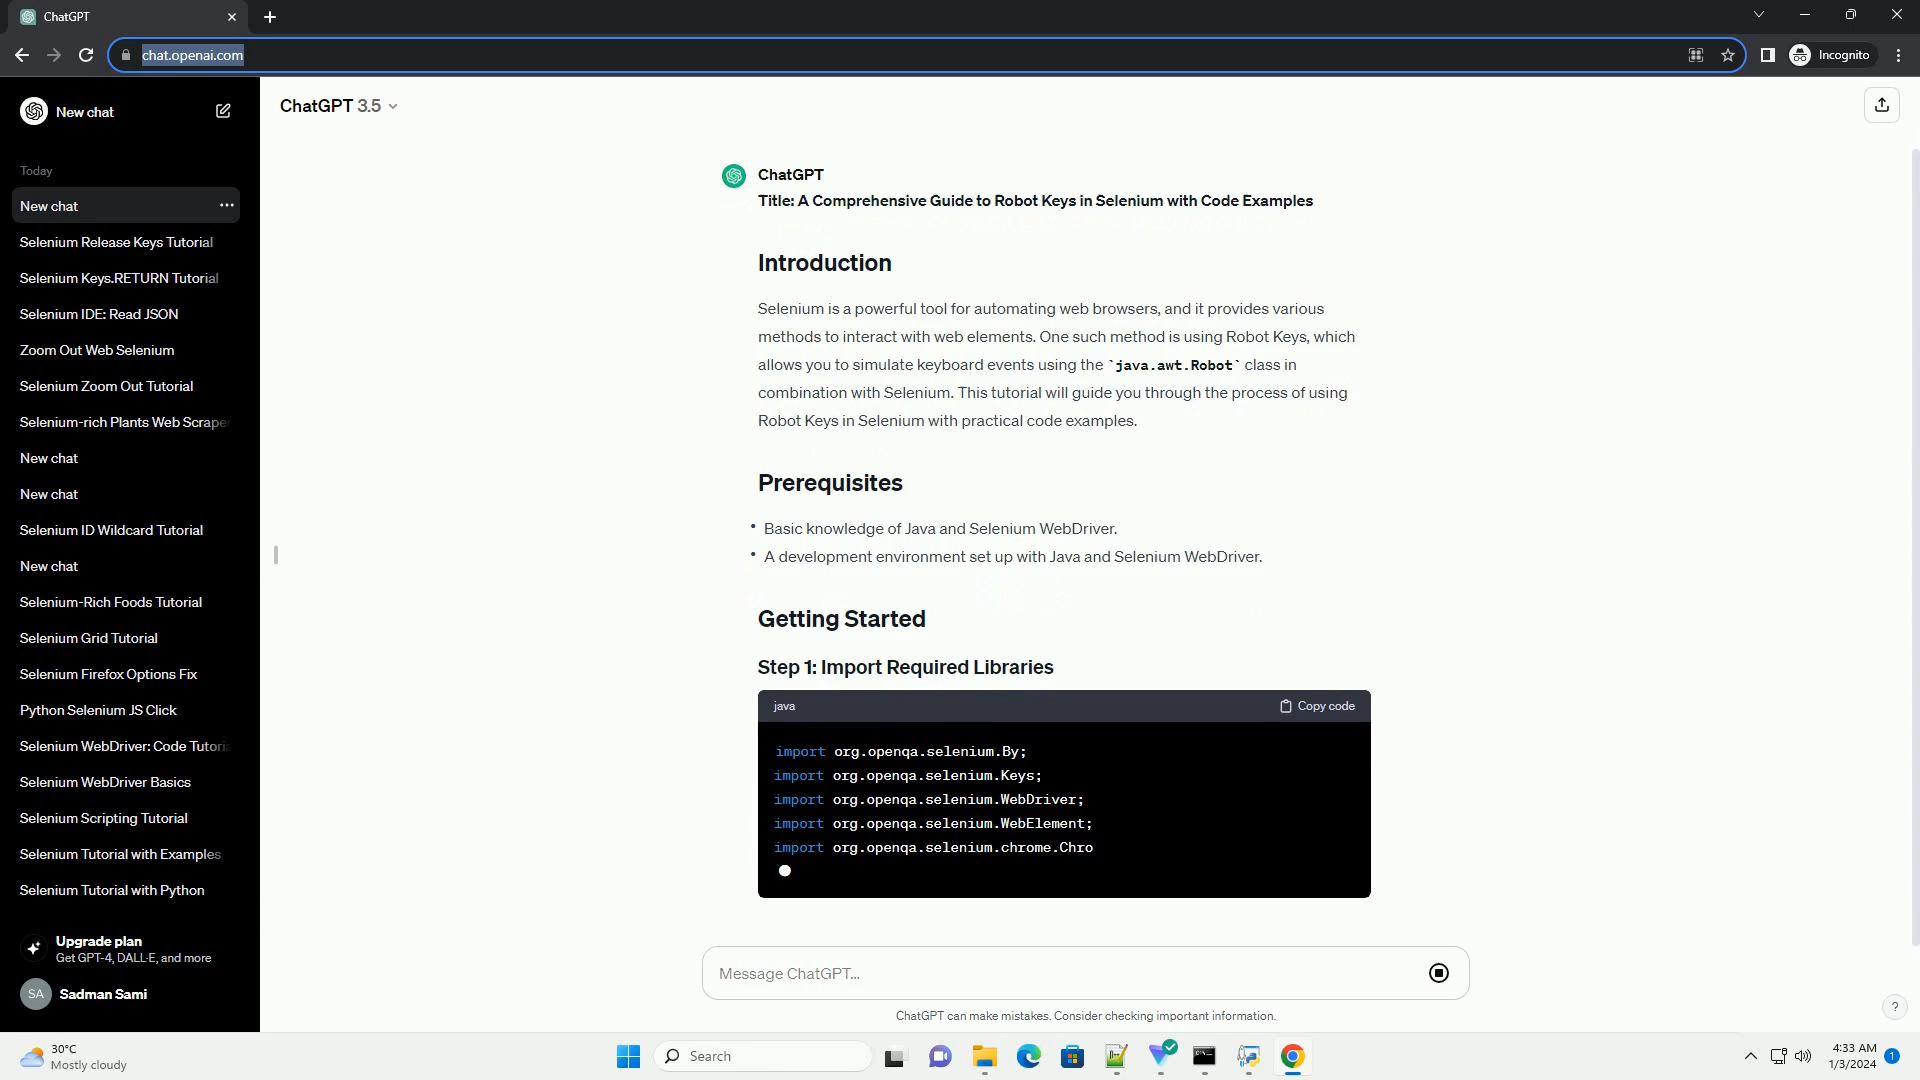 ChatGPT
chat.openai.com
Incognito
New chat
ChatGPT 3.5
Today
New chat
Selenium Release Keys Tutorial
Selenium Keys.RETURN Tutorial
Selenium IDE: Read JSON
Zoom Out Web Selenium
Selenium Zoom Out Tutorial
Selenium-rich Plants Web Scrape
New chat
New chat
Selenium ID Wildcard Tutorial
New chat
Selenium-Rich Foods Tutorial
Selenium Grid Tutorial
Selenium Firefox Options Fix
Python Selenium JS Click
Selenium WebDriver: Code Tutoria
Selenium WebDriver Basics
Selenium Scripting Tutorial
Selenium Tutorial with Examples
Selenium Tutorial with Python
Upgrade plan
Get GPT-4, DALL·E, and more
SA
Sadman Sami
ChatGPT
Title: A Comprehensive Guide to Robot Keys in Selenium with Code Examples
Introduction
Selenium is a powerful tool for automating web browsers, and it provides various
methods to interact with web elements. One such method is using Robot Keys, which
allows you to simulate keyboard events using the `java.awt.Robot` class in
combination with Selenium. This tutorial will guide you through the process of using
Robot Keys in Selenium with practical code examples.
Prerequisites
• Basic knowledge of Java and Selenium WebDriver.
• A development environment set up with Java and Selenium WebDriver.
Getting Started
Step 1: Import Required Libraries
java
Copy code
import org.openqa.selenium.By;
import org.openqa.selenium.Keys;
import org.openqa.selenium.WebDriver;
import org.openqa.selenium.WebElement;
import org.openqa.selenium.chrome.Chro
Message ChatGPT...
ChatGPT can make mistakes. Consider checking important information.
?
30°C
Mostly cloudy
Search
4:33 AM
1/3/2024
1